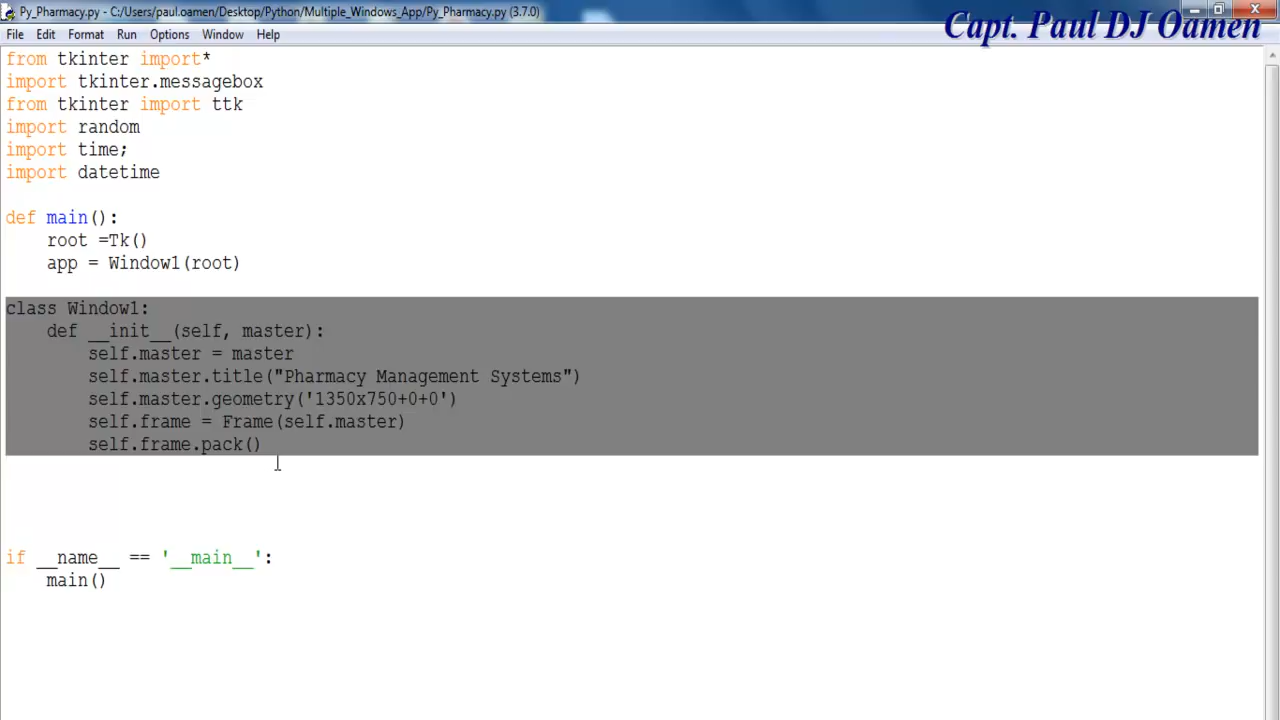 Py_Pharmacy.py - C:/Users/paul.oamen/Desktop/Python/Multiple_Windows_App/Py_Pharmacy.py (3.7.0)
Capt. Paul DJ Oamen
File Edit Format Run Options Window Help
from tkinter import*
import tkinter.messagebox
from tkinter import ttk
import random
import time;
import datetime
def main():
    root =Tk()
    app = Window1(root)
class Window1:
    def __init__(self, master):
        self.master = master
        self.master.title("Pharmacy Management Systems")
        self.master.geometry('1350x750+0+0')
        self.frame = Frame(self.master)
        self.frame.pack()
if __name__ == '__main__':
    main()